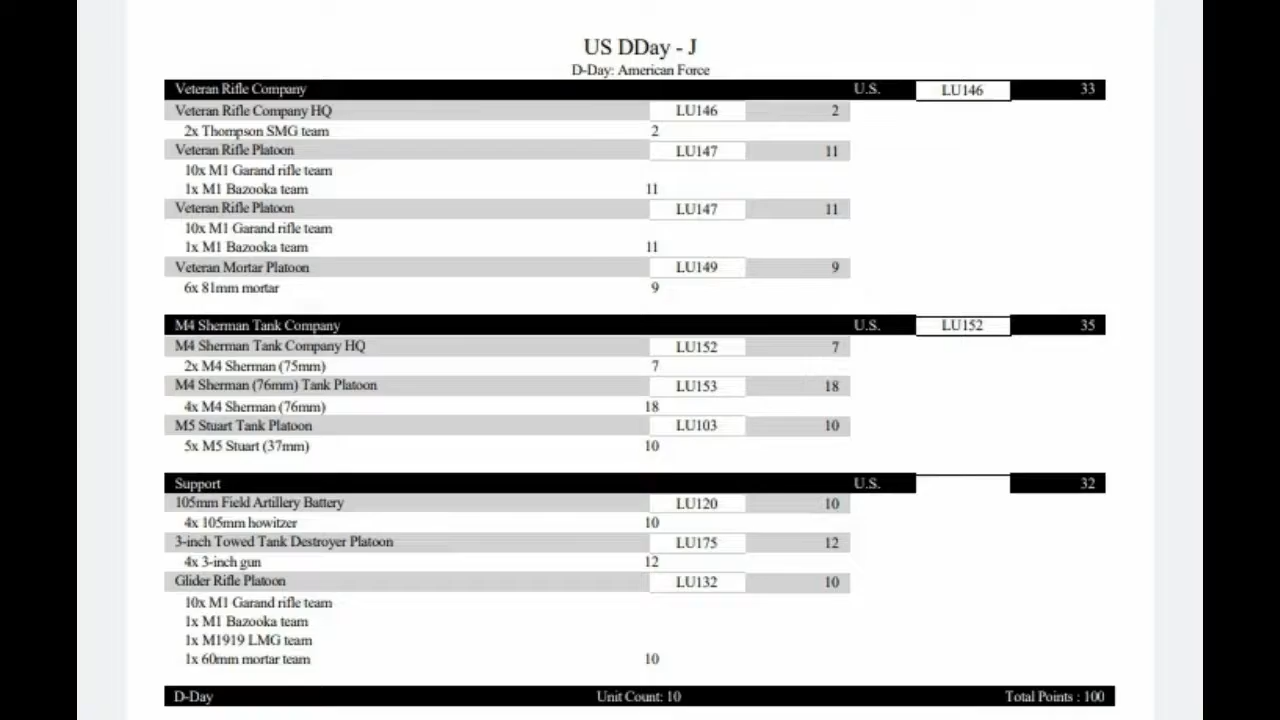 US DDay - J
D-Day: American Force
Veteran Rifle Company U.S. LU146 33
Veteran Rifle Company HQ LU146 2
2x Thompson SMG team 2
Veteran Rifle Platoon LU147 11
10x M1 Garand rifle team
1x M1 Bazooka team 11
Veteran Rifle Platoon LU147 11
10x M1 Garand rifle team
1x M1 Bazooka team 11
Veteran Mortar Platoon LU149 9
6x 81mm mortar 9
M4 Sherman Tank Company U.S. LU152 35
M4 Sherman Tank Company HQ LU152 7
2x M4 Sherman (75mm) 7
M4 Sherman (76mm) Tank Platoon LU153 18
4x M4 Sherman (76mm) 18
M5 Stuart Tank Platoon LU103 10
5x M5 Stuart (37mm) 10
Support U.S. 32
105mm Field Artillery Battery LU120 10
4x 105mm howitzer 10
3-inch Towed Tank Destroyer Platoon LU175 12
4x 3-inch gun 12
Glider Rifle Platoon LU132 10
10x M1 Garand rifle team
1x M1 Bazooka team
1x M1919 LMG team
1x 60mm mortar team 10
D-Day Unit Count: 10 Total Points : 100